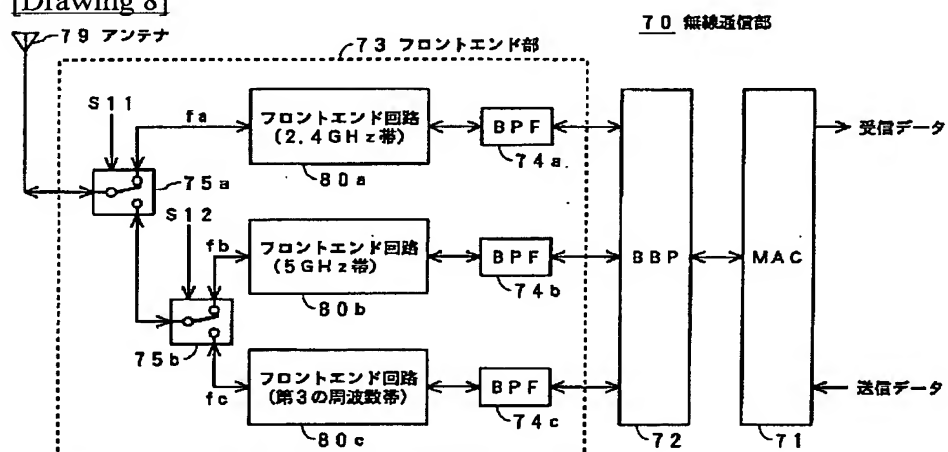 [Drawing 8]
79 アンテナ
70 無線通信部
73 フロントエンド部
S11
fa
フロントエンド回路
(2.4GHz帯)
80a
BPF
74a
受信データ
75a
S12
fb
フロントエンド回路
(5GHz帯)
80b
BPF
74b
BBP
MAC
75b
fc
フロントエンド回路
(第3の周波数帯)
80c
BPF
74c
送信データ
72
71